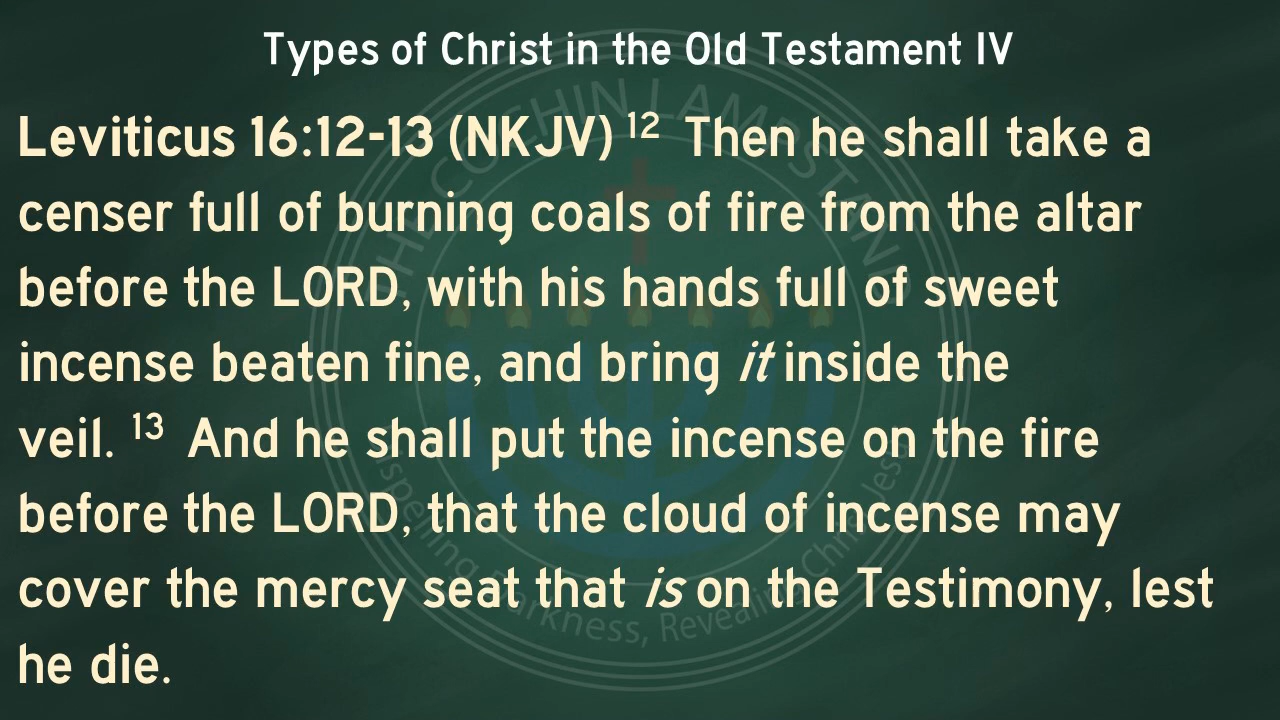 Types of Christ in the Old Testament IV
Leviticus 16:12-13 (NKJV) 12 Then he shall take a
censer full of burning coals of fire from the altar
before the LORD, with his hands full of sweet
incense beaten fine, and bring it inside the
veil. 13 And he shall put the incense on the fire
before the LORD, that the cloud of incense may
cover the mercy seat that is on the Testimony, lest
he die.